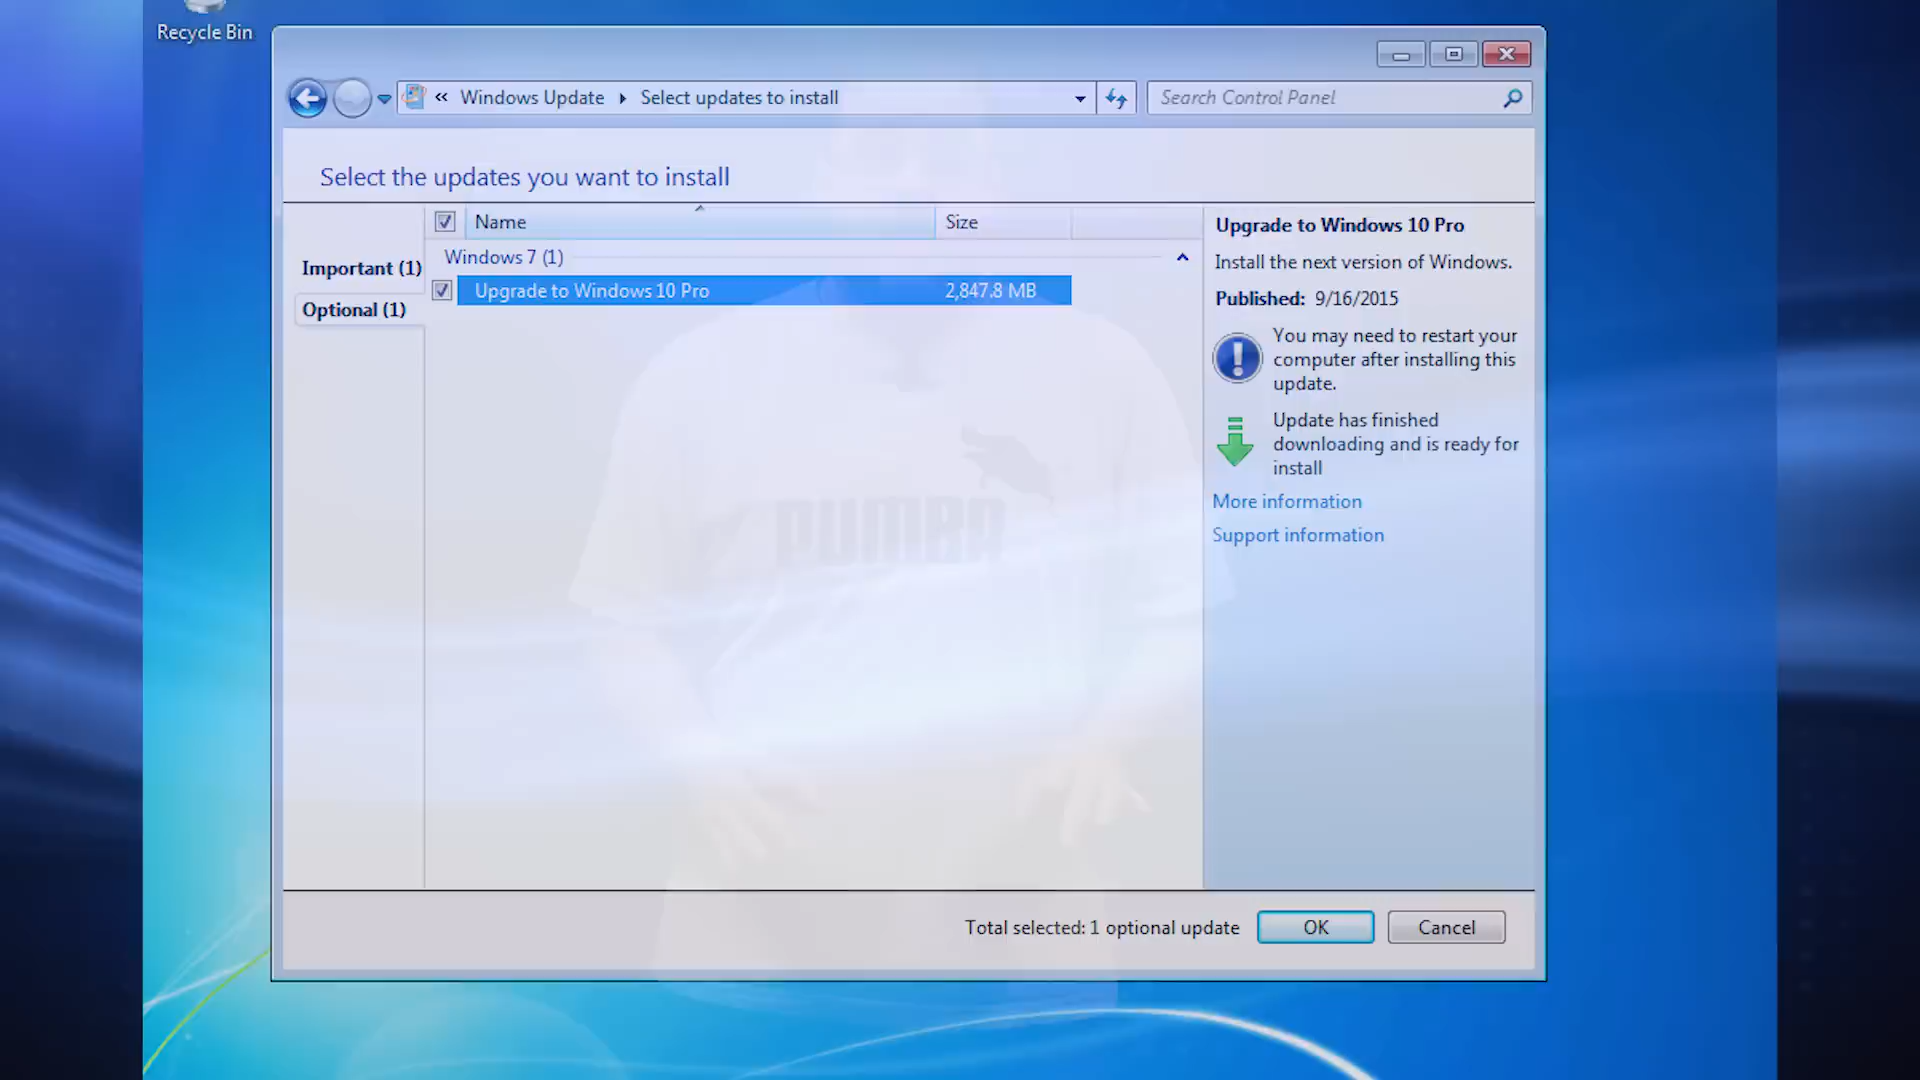 Recycle Bin
« Windows Update Select updates to install
Search Control Panel
Select the updates you want to install
Name
Size
Important (1)
Optional (1)
Windows 7 (1)
Upgrade to Windows 10 Pro 2,847.8 MB
Upgrade to Windows 10 Pro
Install the next version of Windows.
Published: 9/16/2015
You may need to restart your
computer after installing this
update.
Update has finished
downloading and is ready for
install
More information
Support information
PUMBA
Total selected: 1 optional update
OK
Cancel